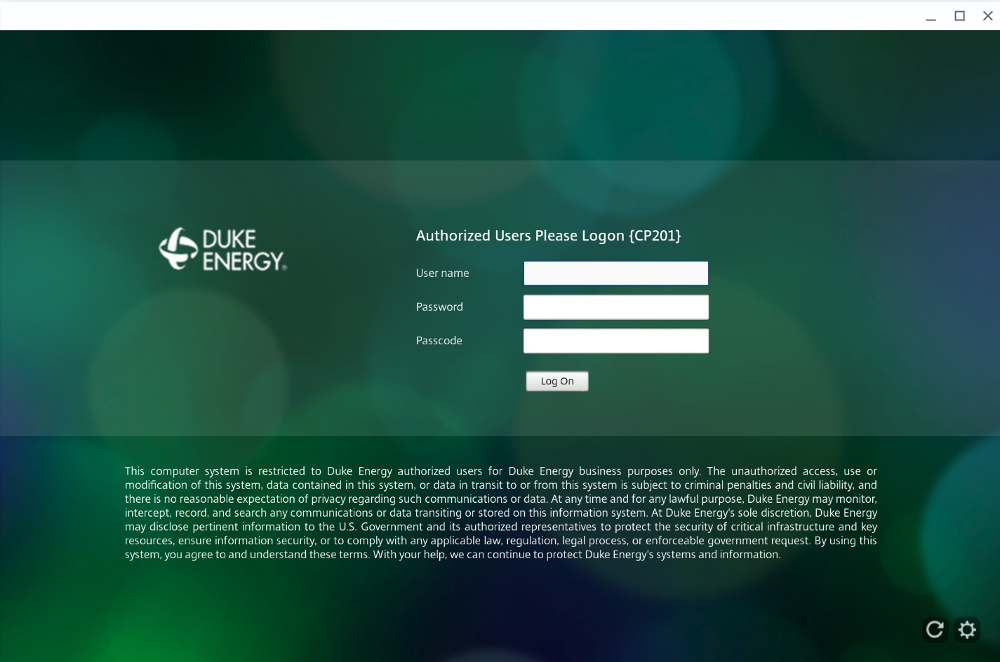 DUKE
ENERGY®
Authorized Users Please Logon {CP201}
User name
Password
Passcode
Log On
This computer system is restricted to Duke Energy authorized users for Duke Energy business purposes only. The unauthorized access, use or
modification of this system, data contained in this system, or data in transit to or from this system is subject to criminal penalties and civil liability, and
there is no reasonable expectation of privacy regarding such communications or data. At any time and for any lawful purpose, Duke Energy may monitor,
intercept, record, and search any communications or data transiting or stored on this information system. At Duke Energy's sole discretion, Duke Energy
may disclose pertinent information to the U.S. Government and its authorized representatives to protect the security of critical infrastructure and key
resources, ensure information security, or to comply with any applicable law, regulation, legal process, or enforceable government request. By using this
system, you agree to and understand these terms. With your help, we can continue to protect Duke Energy's systems and information.